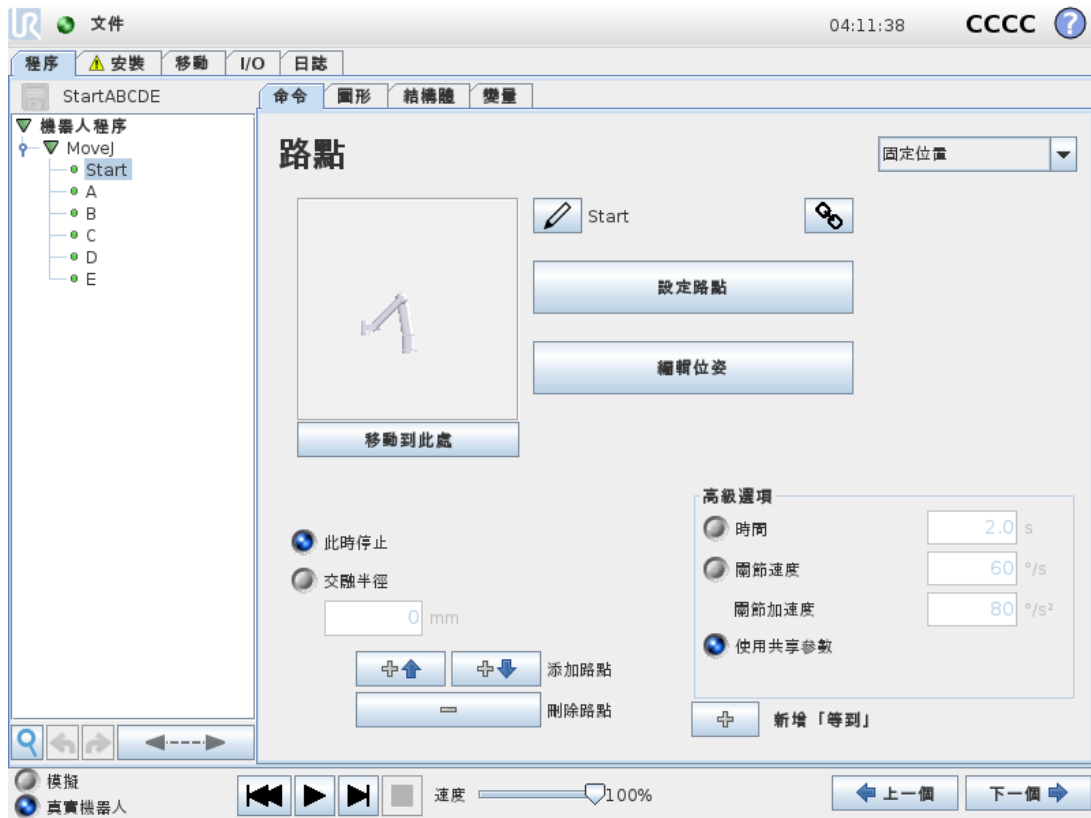 UR 文件 04:11:38 CCCC ?
程序 安裝 移動 I/O 日誌
StartABCDE 命令 圖形 結構體 變量
機器人程序
MoveJ
Start
A
B
C
D
E
路點 固定位置
Start
設定路點
編輯位姿
移動到此處
高級選項
此時停止
交融半徑
0 mm
時間 2.0 s
關節速度 60 °/s
關節加速度 80 °/s²
使用共享參數
添加路點
刪除路點
新增「等到」
模擬
真實機器人
速度 100%
上一個 下一個